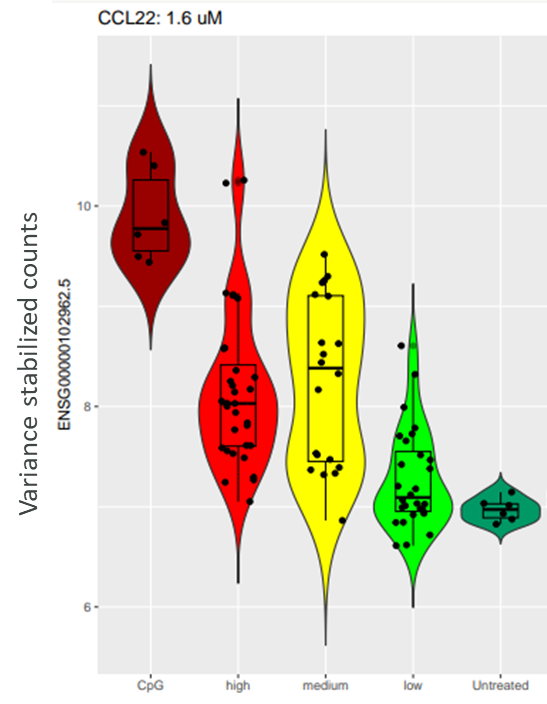 CCL22: 1.6 uM
Variance stabilized counts
ENSG00000102962.5
10
8
6
CpG
high
medium
low
Untreated